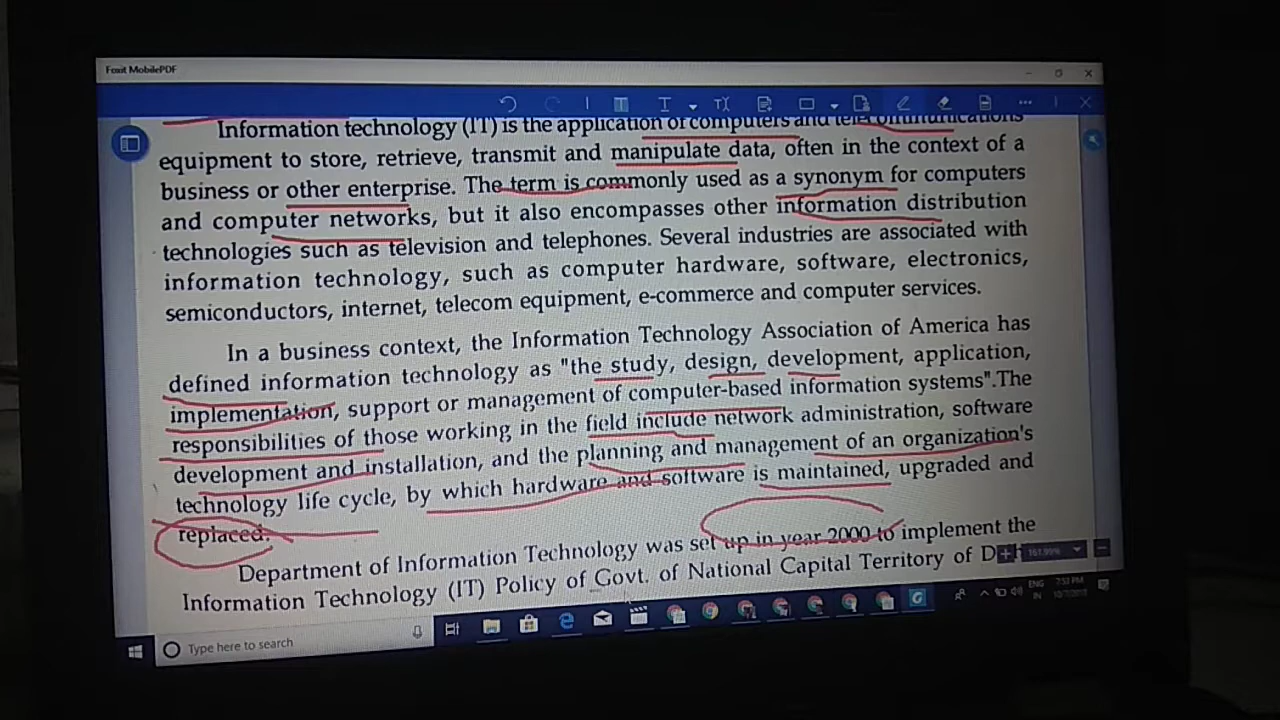 Foxit MobilePDF
Information technology (IT) is the application of computers and telecommunications
equipment to store, retrieve, transmit and manipulate data, often in the context of a
business or other enterprise. The term is commonly used as a synonym for computers
and computer networks, but it also encompasses other information distribution
technologies such as television and telephones. Several industries are associated with
information technology, such as computer hardware, software, electronics,
semiconductors, internet, telecom equipment, e-commerce and computer services.
In a business context, the Information Technology Association of America has
defined information technology as "the study, design, development, application,
implementation, support or management of computer-based information systems".The
responsibilities of those working in the field include network administration, software
development and installation, and the planning and management of an organization's
technology life cycle, by which hardware and software is maintained, upgraded and
replaced.
Department of Information Technology was set up in year 2000 to implement the
Information Technology (IT) Policy of Govt. of National Capital Territory of
161.99%
Type here to search
ENG
IN
7:53 PM